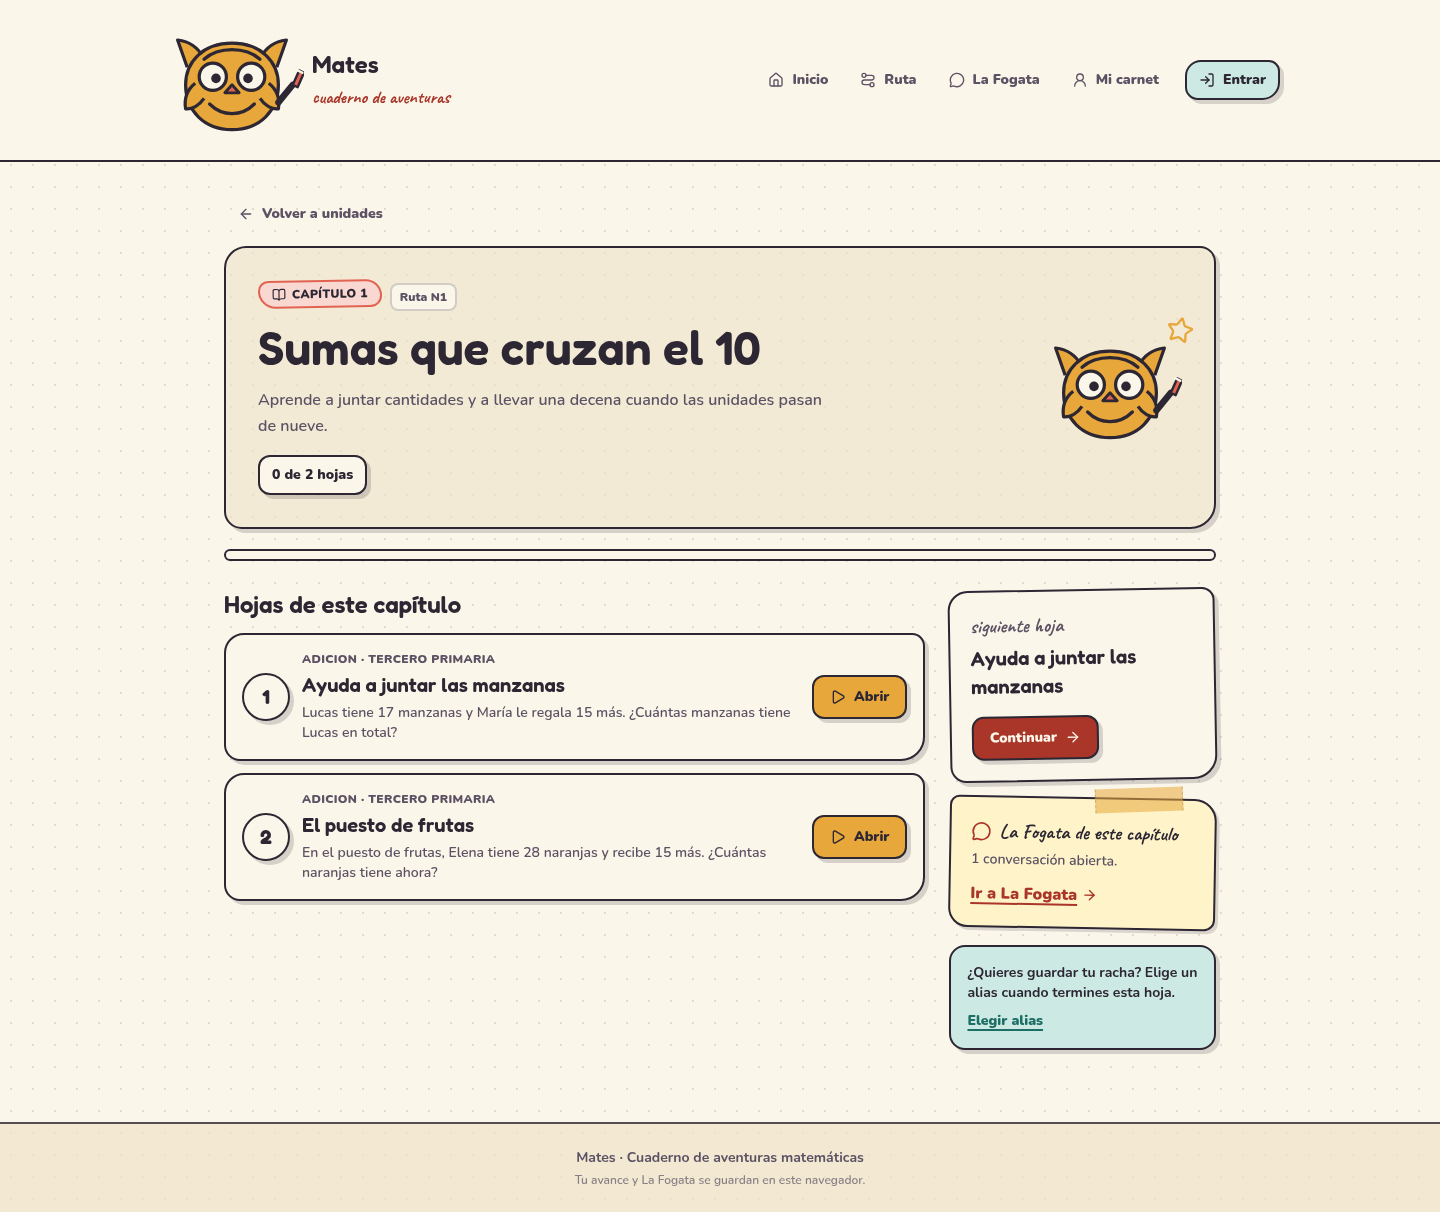 Mates
cuaderno de aventuras
Inicio
Ruta
La Fogata
Mi carnet
Entrar
Volver a unidades
CAPÍTULO 1
Ruta N1
Sumas que cruzan el 10
Aprende a juntar cantidades y a llevar una decena cuando las unidades pasan
de nueve.
0 de 2 hojas
Hojas de este capítulo
1
ADICION · TERCERO PRIMARIA
Ayuda a juntar las manzanas
Lucas tiene 17 manzanas y María le regala 15 más. ¿Cuántas manzanas tiene
Lucas en total?
Abrir
2
ADICION · TERCERO PRIMARIA
El puesto de frutas
En el puesto de frutas, Elena tiene 28 naranjas y recibe 15 más. ¿Cuántas
naranjas tiene ahora?
Abrir
siguiente hoja
Ayuda a juntar las
manzanas
Continuar
La Fogata de este capítulo
1 conversación abierta.
Ir a La Fogata
¿Quieres guardar tu racha? Elige un
alias cuando termines esta hoja.
Elegir alias
Mates · Cuaderno de aventuras matemáticas
Tu avance y La Fogata se guardan en este navegador.